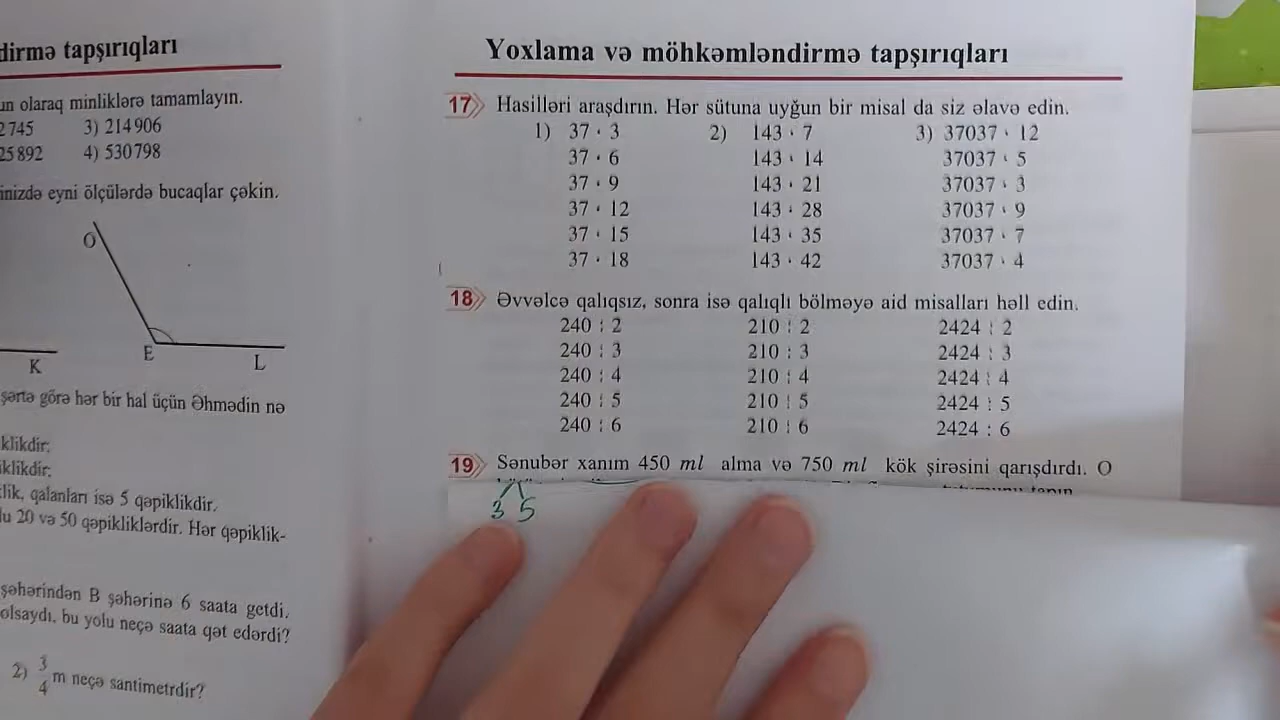 dirmə tapşırıqları
un olaraq minliklərə tamamlayın.
2745 3) 214906
25892 4) 530798
inizdə eyni ölçülərdə bucaqlar çəkin.
O
E
L
K
şərtə görə hər bir hal üçün Əhmədin nə
klikdir;
iklikdir;
lik, qalanları isə 5 qəpiklikdir.
lu 20 və 50 qəpikliklərdir. Hər qəpiklik-
şəhərindən B şəhərinə 6 saata getdi.
olsaydı, bu yolu neçə saata qət edərdi?
2) 3/4 m neçə santimetrdir?
Yoxlama və möhkəmləndirmə tapşırıqları
17 Hasilləri araşdırın. Hər sütuna uyğun bir misal da siz əlavə edin.
1) 37 · 3 2) 143 · 7 3) 37037 · 12
37 · 6 143 · 14 37037 · 5
37 · 9 143 · 21 37037 · 3
37 · 12 143 · 28 37037 · 9
37 · 15 143 · 35 37037 · 7
37 · 18 143 · 42 37037 · 4
18 Əvvəlcə qalıqsız, sonra isə qalıqlı bölməyə aid misalları həll edin.
240 : 2 210 : 2 2424 : 2
240 : 3 210 : 3 2424 : 3
240 : 4 210 : 4 2424 : 4
240 : 5 210 : 5 2424 : 5
240 : 6 210 : 6 2424 : 6
19 Sənubər xanım 450 ml alma və 750 ml kök şirəsini qarışdırdı. O
3 5